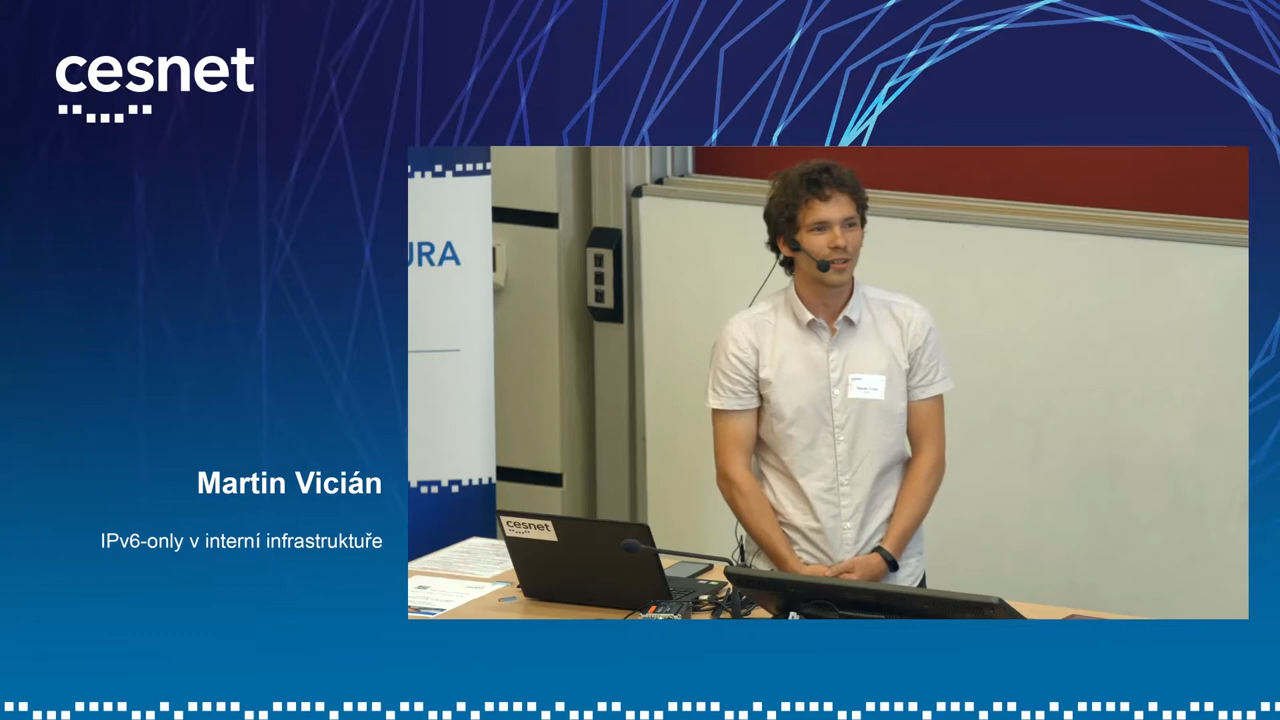 cesnet
URA
Martin Vicián
IPv6-only v interní infrastruktuře
cesnet